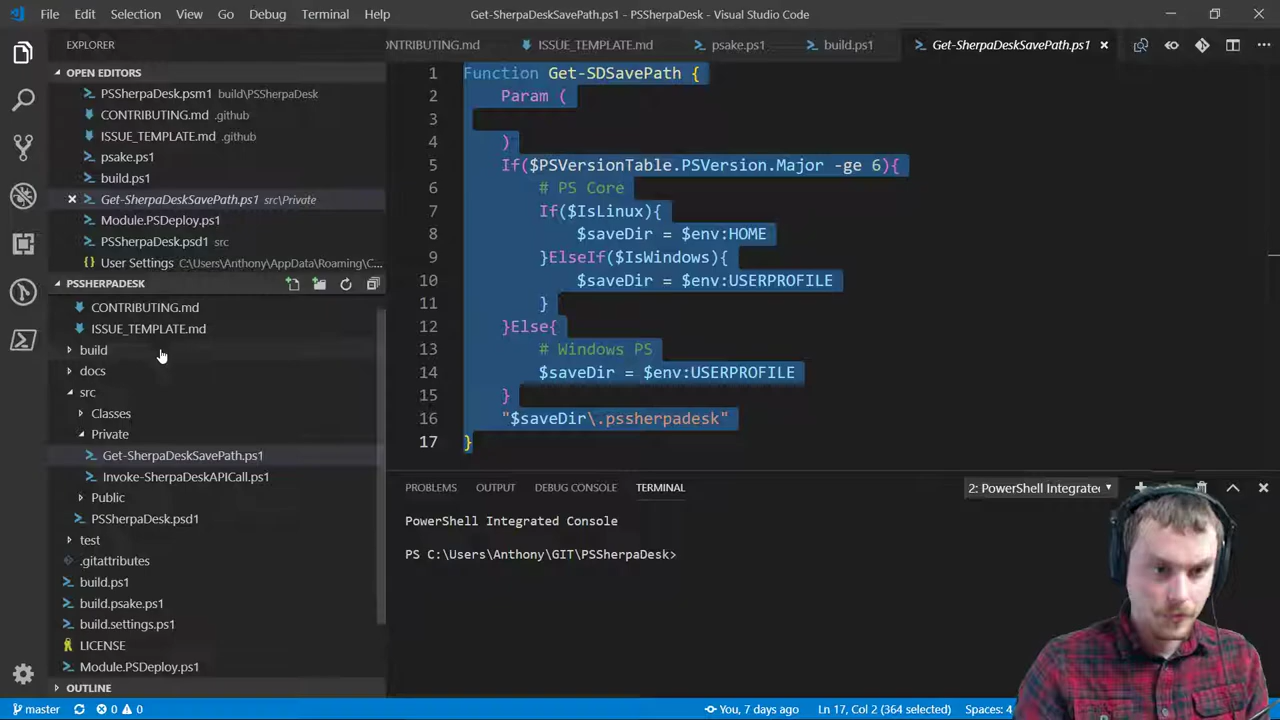 File Edit Selection View Go Debug Terminal Help
Get-SherpaDeskSavePath.ps1 - PSSherpaDesk - Visual Studio Code
EXPLORER
OPEN EDITORS
PSSherpaDesk.psm1 build\PSSherpaDesk
CONTRIBUTING.md .github
ISSUE_TEMPLATE.md .github
psake.ps1
build.ps1
Get-SherpaDeskSavePath.ps1 src\Private
Module.PSDeploy.ps1
PSSherpaDesk.psd1 src
User Settings C:\Users\Anthony\AppData\Roaming\C...
PSSHERPADESK
CONTRIBUTING.md
ISSUE_TEMPLATE.md
build
docs
src
Classes
Private
Get-SherpaDeskSavePath.ps1
Invoke-SherpaDeskAPICall.ps1
Public
PSSherpaDesk.psd1
test
.gitattributes
build.ps1
build.psake.ps1
build.settings.ps1
LICENSE
Module.PSDeploy.ps1
OUTLINE
ONTRIBUTING.md ISSUE_TEMPLATE.md psake.ps1 build.ps1 Get-SherpaDeskSavePath.ps1
1 Function Get-SDSavePath {
2 Param (
3
4 )
5 If($PSVersionTable.PSVersion.Major -ge 6){
6 # PS Core
7 If($IsLinux){
8 $saveDir = $env:HOME
9 }ElseIf($IsWindows){
10 $saveDir = $env:USERPROFILE
11 }
12 }Else{
13 # Windows PS
14 $saveDir = $env:USERPROFILE
15 }
16 "$saveDir\.pssherpadesk"
17 }
PROBLEMS OUTPUT DEBUG CONSOLE TERMINAL 2: PowerShell Integrate
PowerShell Integrated Console
PS C:\Users\Anthony\GIT\PSSherpaDesk>
master 0 0 You, 7 days ago Ln 17, Col 2 (364 selected) Spaces: 4